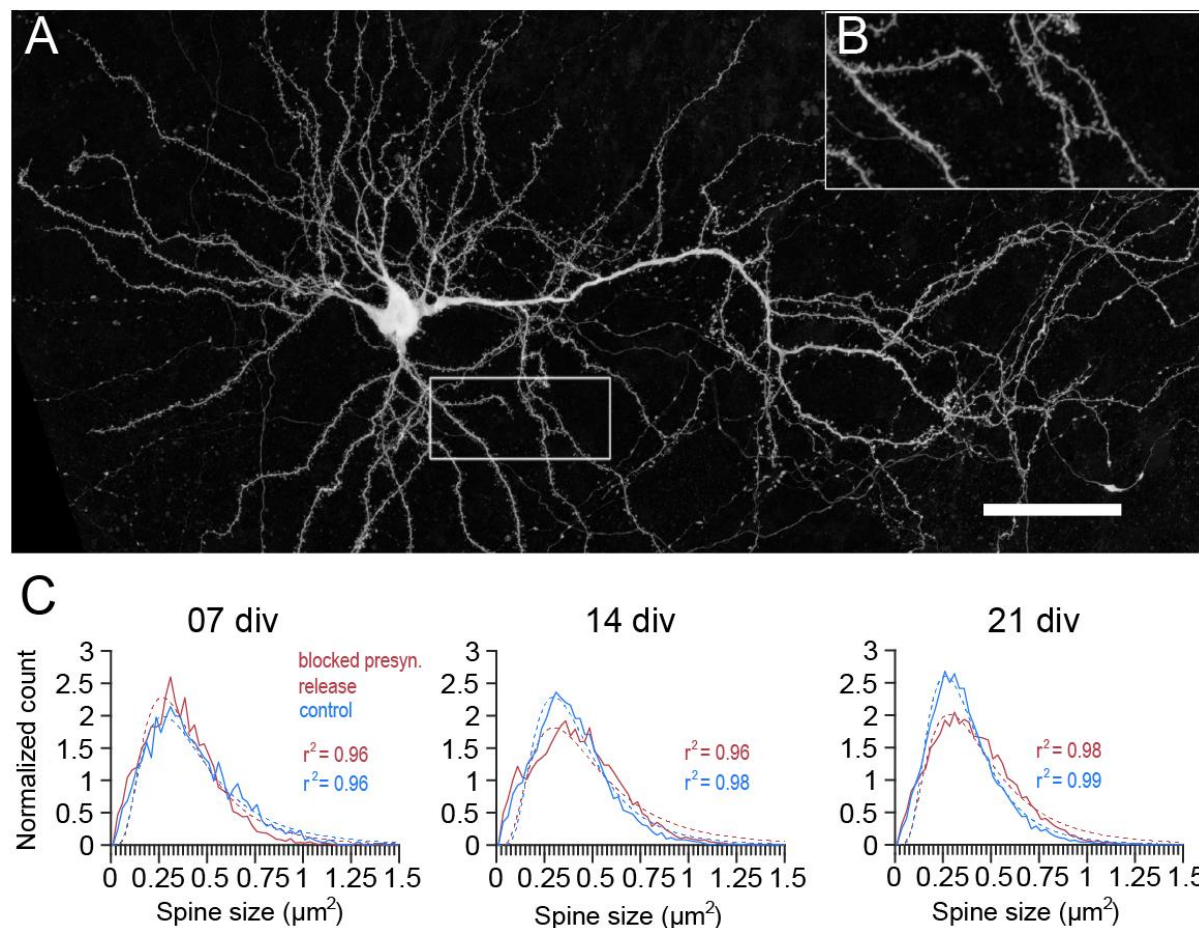 A
B
C
07 div
14 div
21 div
Normalized count
3
2.5
2
1.5
1
0.5
0
blocked presyn.
release
control
r² = 0.96
r² = 0.96
0 0.25 0.5 0.75 1 1.25 1.5
Spine size (µm²)
3
2.5
2
1.5
1
0.5
0
r² = 0.96
r² = 0.98
0 0.25 0.5 0.75 1 1.25 1.5
Spine size (µm²)
3
2.5
2
1.5
1
0.5
0
r² = 0.98
r² = 0.99
0 0.25 0.5 0.75 1 1.25 1.5
Spine size (µm²)